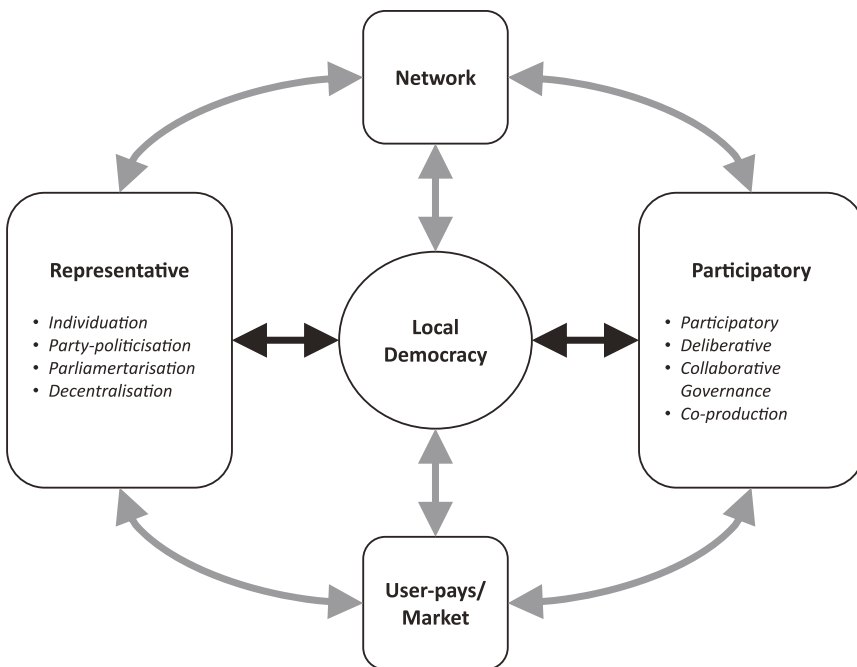 Network
Representative
• Individuation
• Party-politicisation
• Parliamertarisation
• Decentralisation
Local
Democracy
Participatory
• Participatory
• Deliberative
• Collaborative
Governance
• Co-production
User-pays/
Market